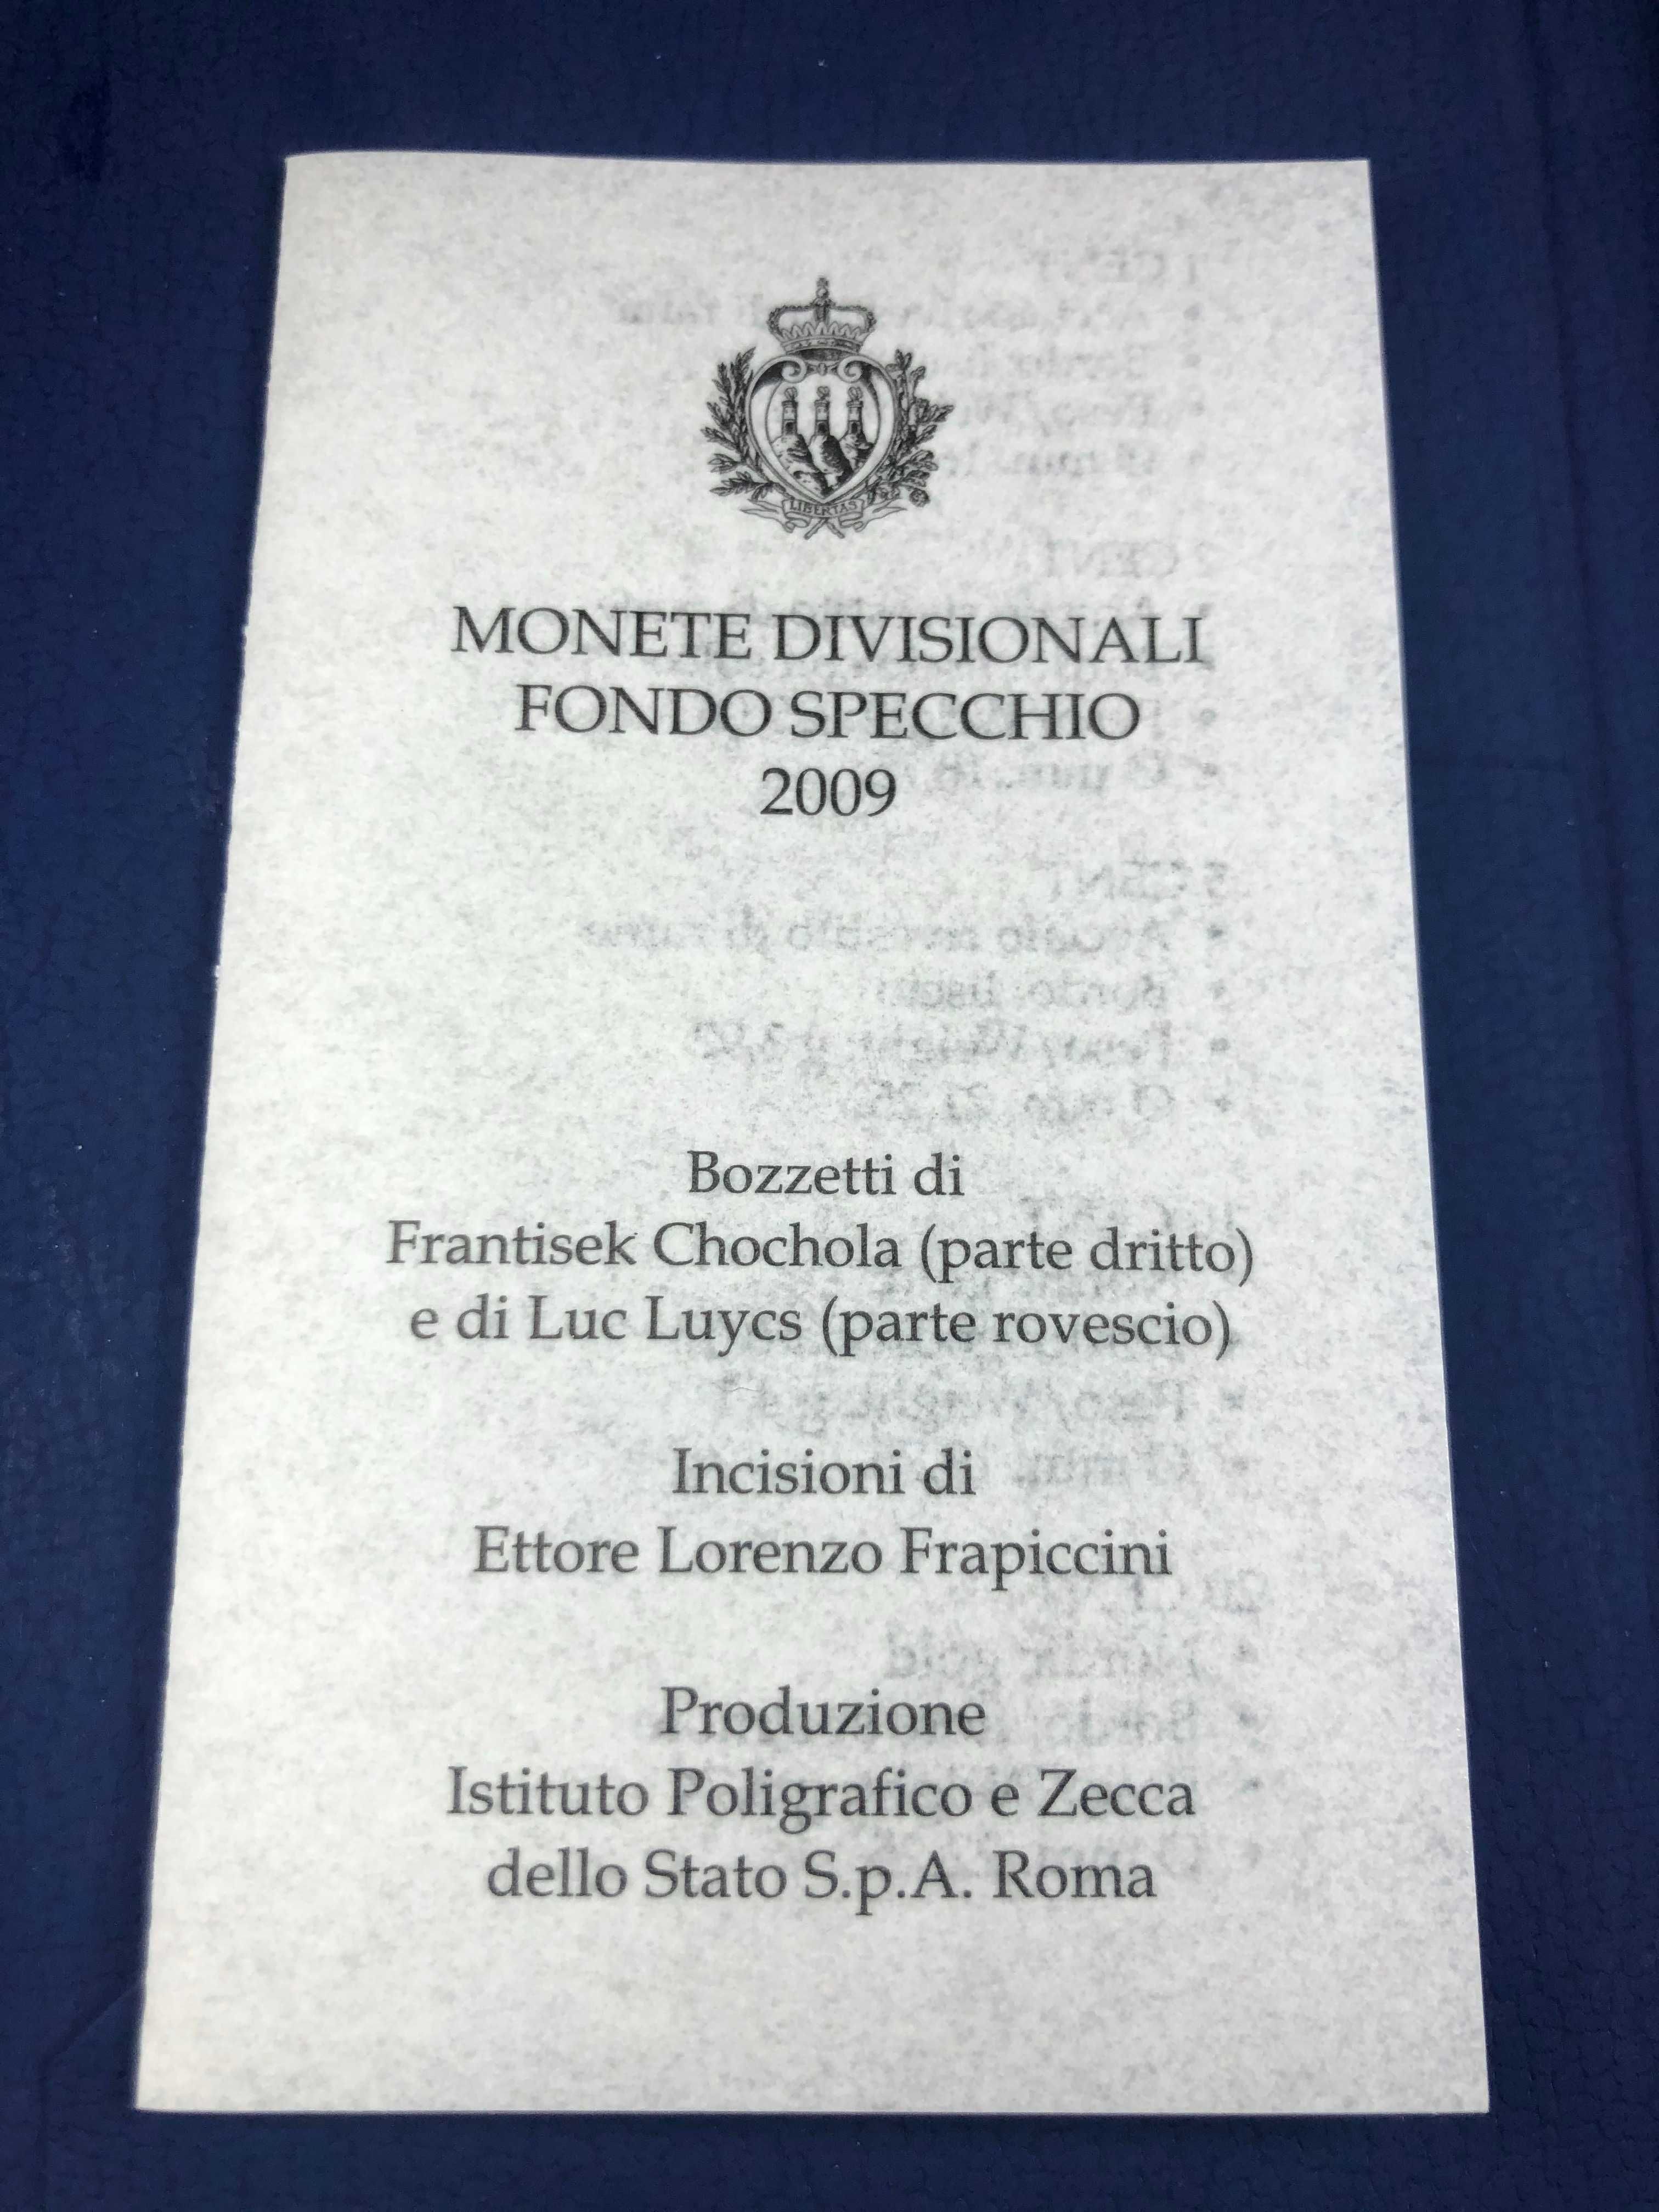 LIBERTAS
MONETE DIVISIONALI
FONDO SPECCHIO
2009
Bozzetti di
Frantisek Chochola (parte dritto)
e di Luc Luycs (parte rovescio)
Incisioni di
Ettore Lorenzo Frapiccini
Produzione
Istituto Poligrafico e Zecca
dello Stato S.p.A. Roma